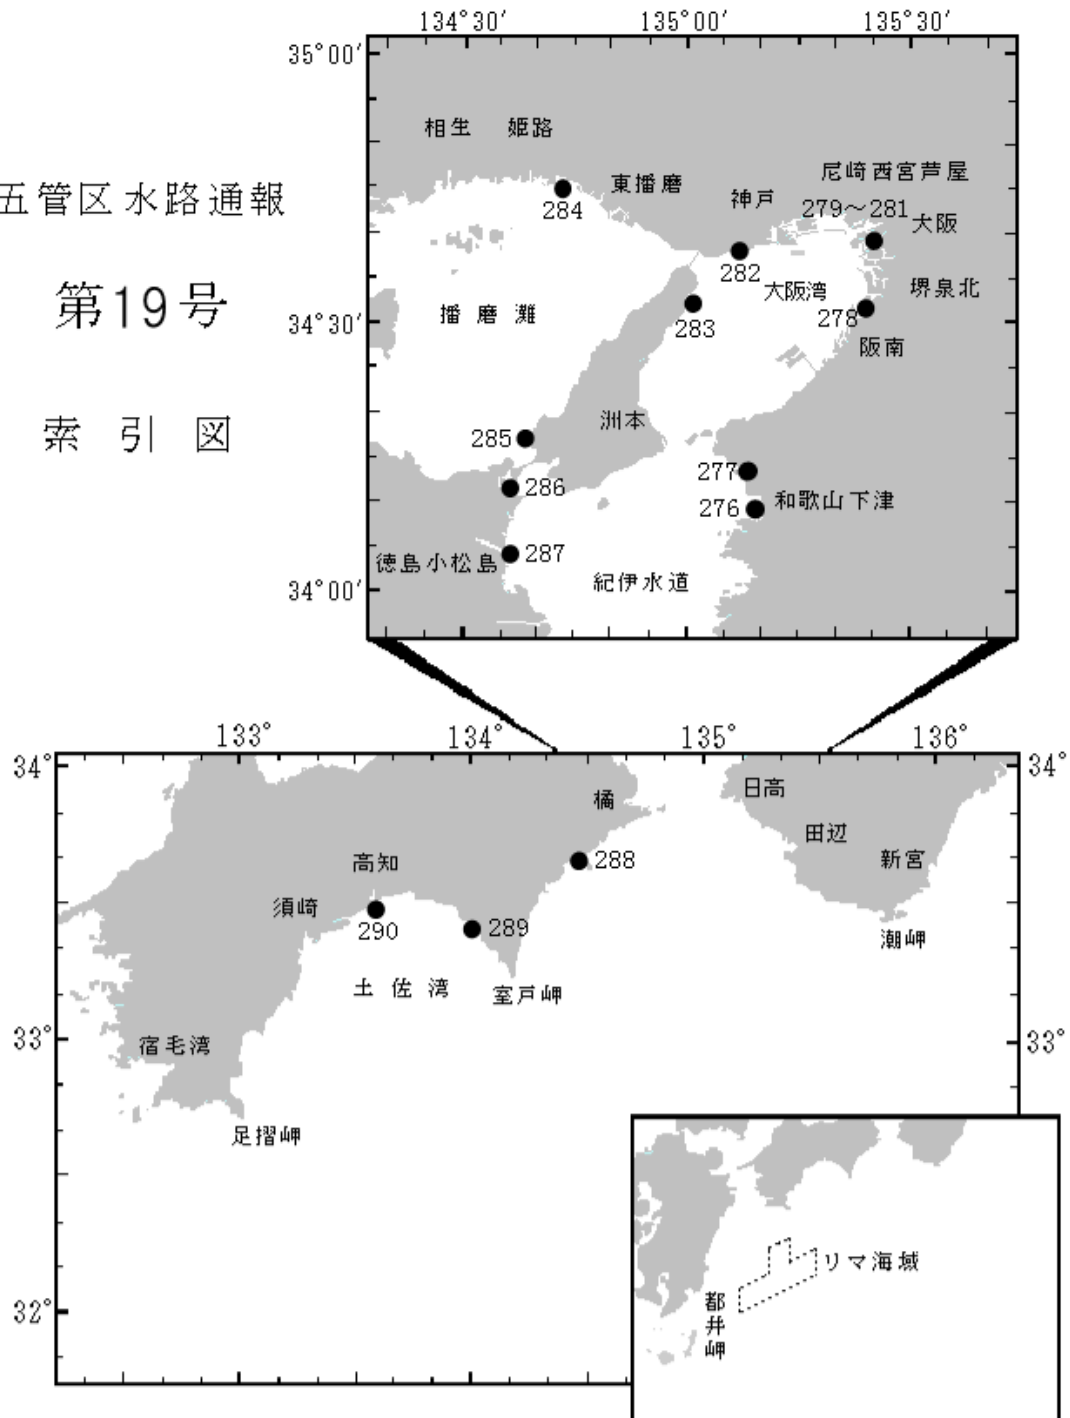 五管区水路通報
第19号
索引図
134°30′ 135°00′ 135°30′
35°00′
相生 姫路
東播磨
神戸
尼崎西宮芦屋
279～281
大阪
284
282
大阪湾
堺泉北
播磨灘
34°30′
283
278
阪南
洲本
285
277
286
276
和歌山下津
287
徳島小松島
紀伊水道
34°00′
133° 134° 135° 136°
34°
34°
橘
日高
田辺
288
新宮
高知
須崎
290
289
潮岬
土佐湾
室戸岬
33°
33°
宿毛湾
足摺岬
リマ海域
都井岬
32°